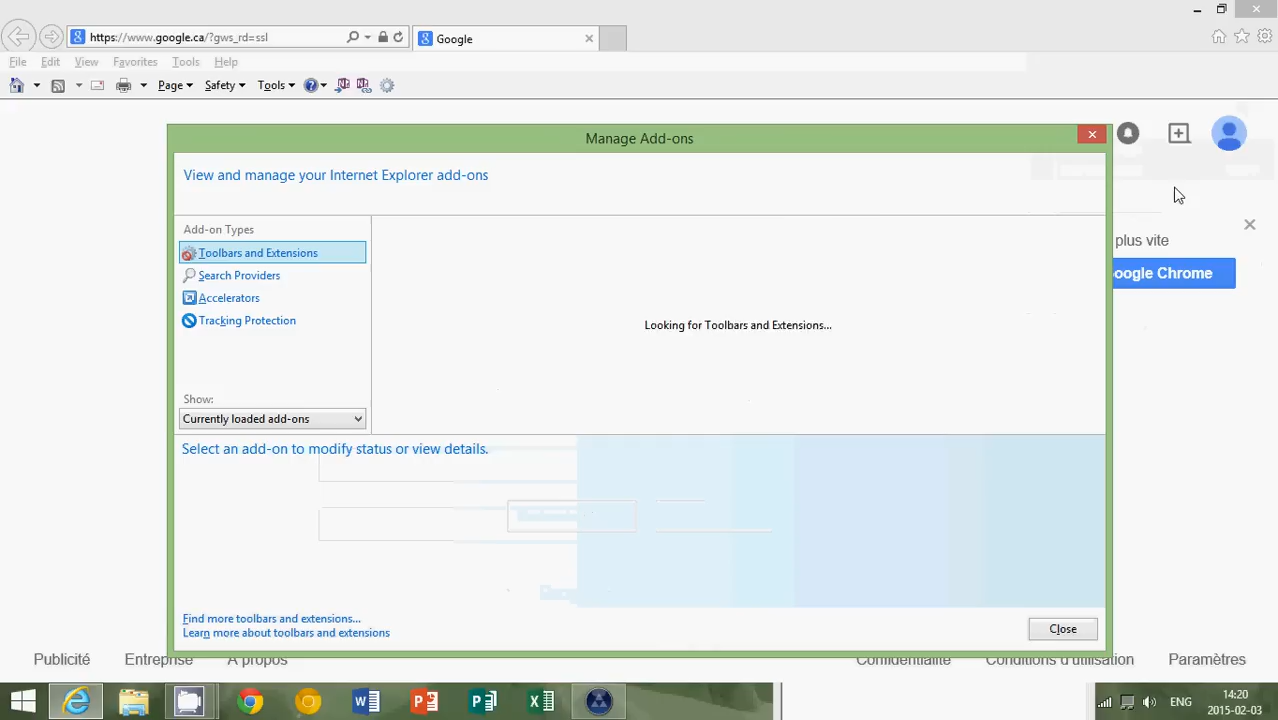 https://www.google.ca/?gws_rd=ssl
Google
File Edit View Favorites Tools Help
Page Safety Tools
Manage Add-ons
View and manage your Internet Explorer add-ons
Add-on Types
Toolbars and Extensions
Search Providers
Accelerators
Tracking Protection
Looking for Toolbars and Extensions...
plus vite
oogle Chrome
Show:
Currently loaded add-ons
Select an add-on to modify status or view details.
Find more toolbars and extensions...
Learn more about toolbars and extensions
Close
Publicité Entreprise À propos Confidentialité Conditions d'utilisation Paramètres
ENG
14:20
2015-02-03